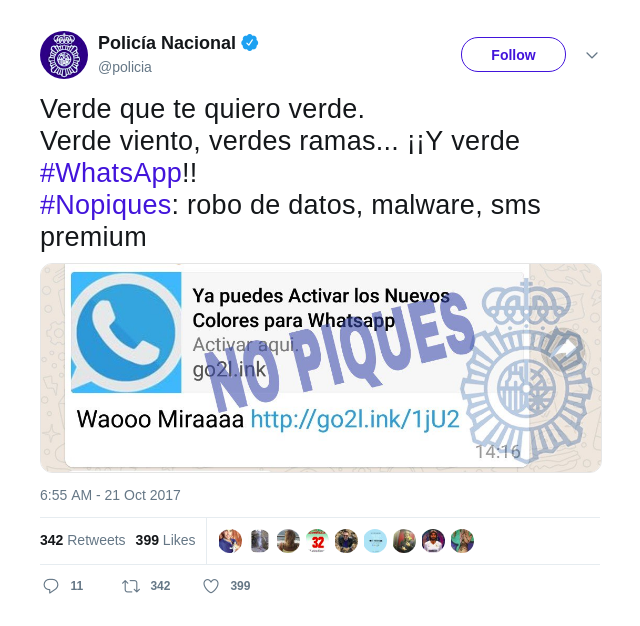 Policía Nacional
@policia
Follow
Verde que te quiero verde.
Verde viento, verdes ramas... ¡¡Y verde
#WhatsApp!!
#Nopiques: robo de datos, malware, sms
premium
Ya puedes Activar los Nuevos
Colores para Whatsapp
Activar aqui.
go2l.ink
NO PIQUES
Waooo Miraaaa http://go2l.ink/1jU2
14:16
6:55 AM - 21 Oct 2017
342 Retweets 399 Likes
32
11 342 399